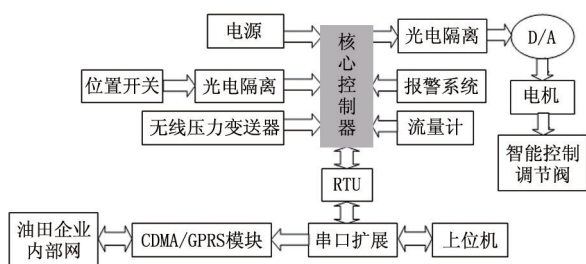 电源
核心控制器
光电隔离
D/A
位置开关
光电隔离
报警系统
电机
无线压力变送器
流量计
智能控制
调节阀
RTU
油田企业
内部网
CDMA/GPRS模块
串口扩展
上位机